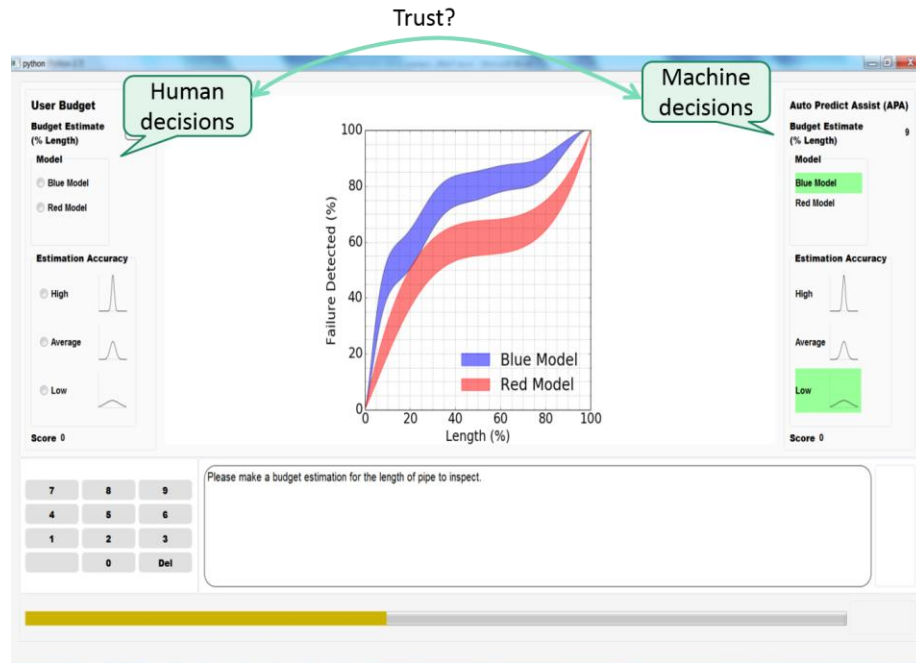 Trust?
python
Human
decisions
Machine
decisions
User Budget
Budget Estimate
(% Length)
Model
Blue Model
Red Model
Estimation Accuracy
High
Average
Low
Score 0
Failure Detected (%)
100
80
60
40
20
0
0 20 40 60 80 100
Length (%)
Blue Model
Red Model
Auto Predict Assist (APA)
Budget Estimate
(% Length)
9
Model
Blue Model
Red Model
Estimation Accuracy
High
Average
Low
Score 0
7 8 9
4 5 6
1 2 3
0 Del
Please make a budget estimation for the length of pipe to inspect.